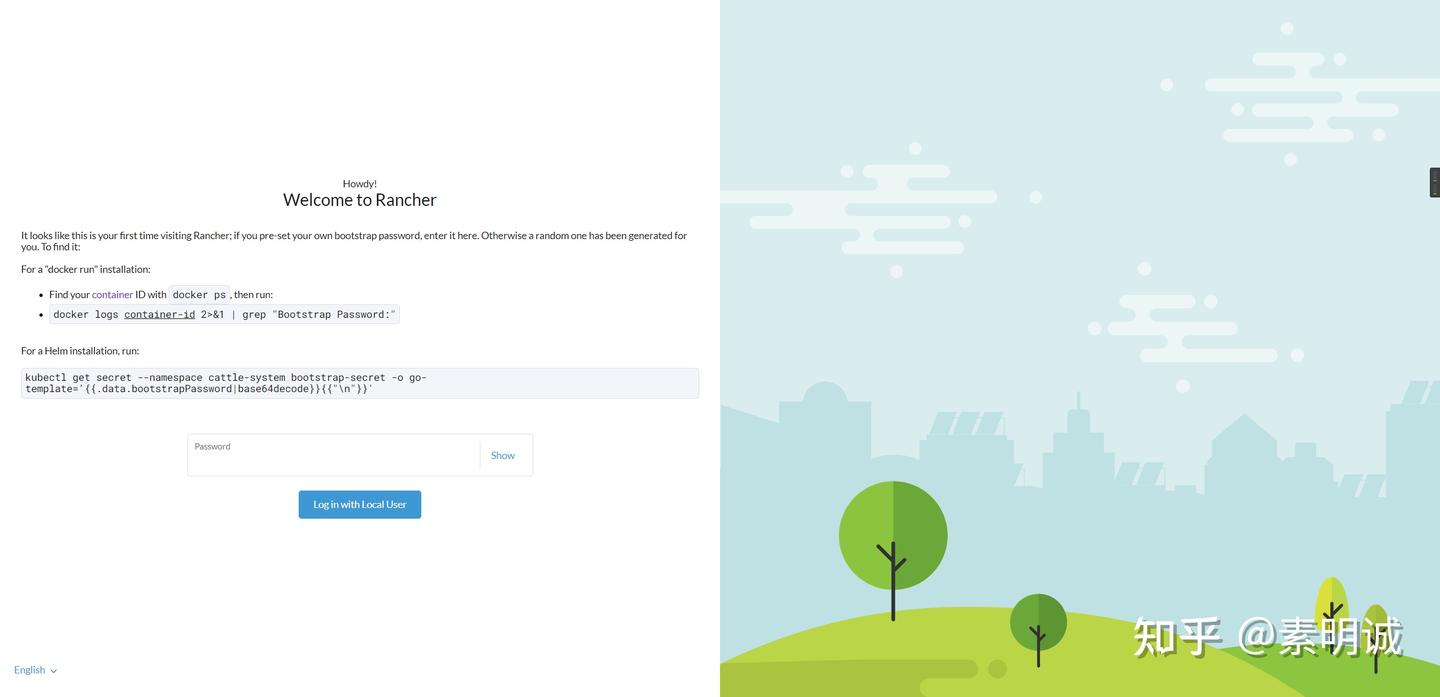 Howdy!
Welcome to Rancher
It looks like this is your first time visiting Rancher; if you pre-set your own bootstrap password, enter it here. Otherwise a random one has been generated for
you. To find it:
For a "docker run" installation:
• Find your container ID with docker ps , then run:
• docker logs container-id 2>&1 | grep "Bootstrap Password:"
For a Helm installation, run:
kubectl get secret --namespace cattle-system bootstrap-secret -o go-
template='{{.data.bootstrapPassword|base64decode}}{{"\n"}}'
Password
Show
Log in with Local User
English
知乎 @素明诚